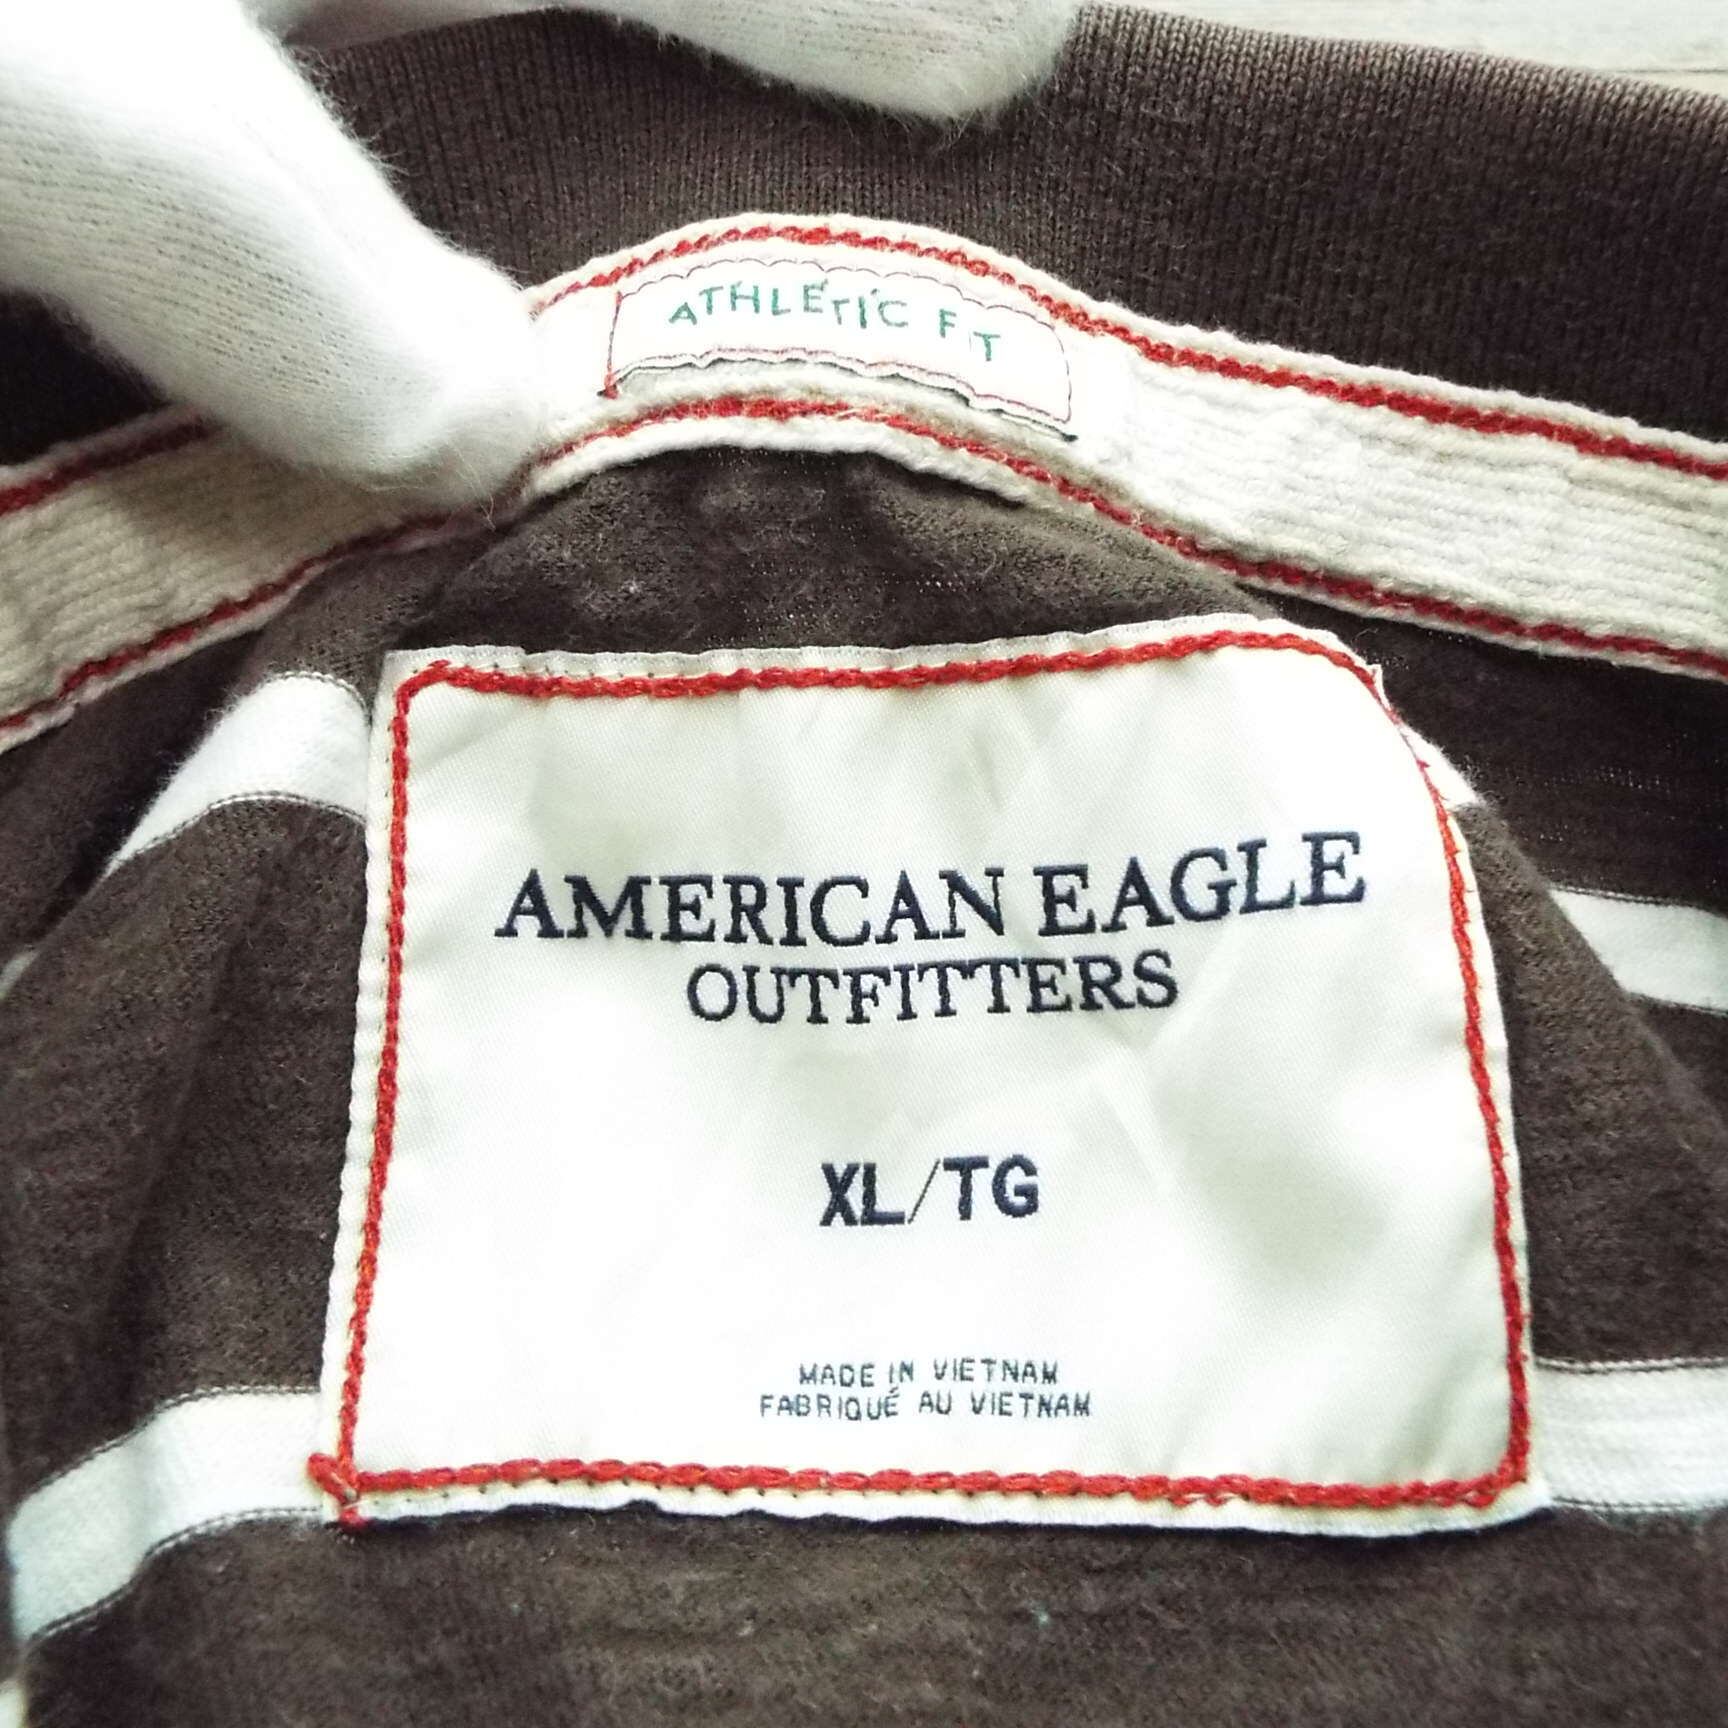 ATHLETIC FIT
AMERICAN EAGLE
OUTFITTERS
XL/TG
MADE IN VIETNAM
FABRIQUÉ AU VIETNAM